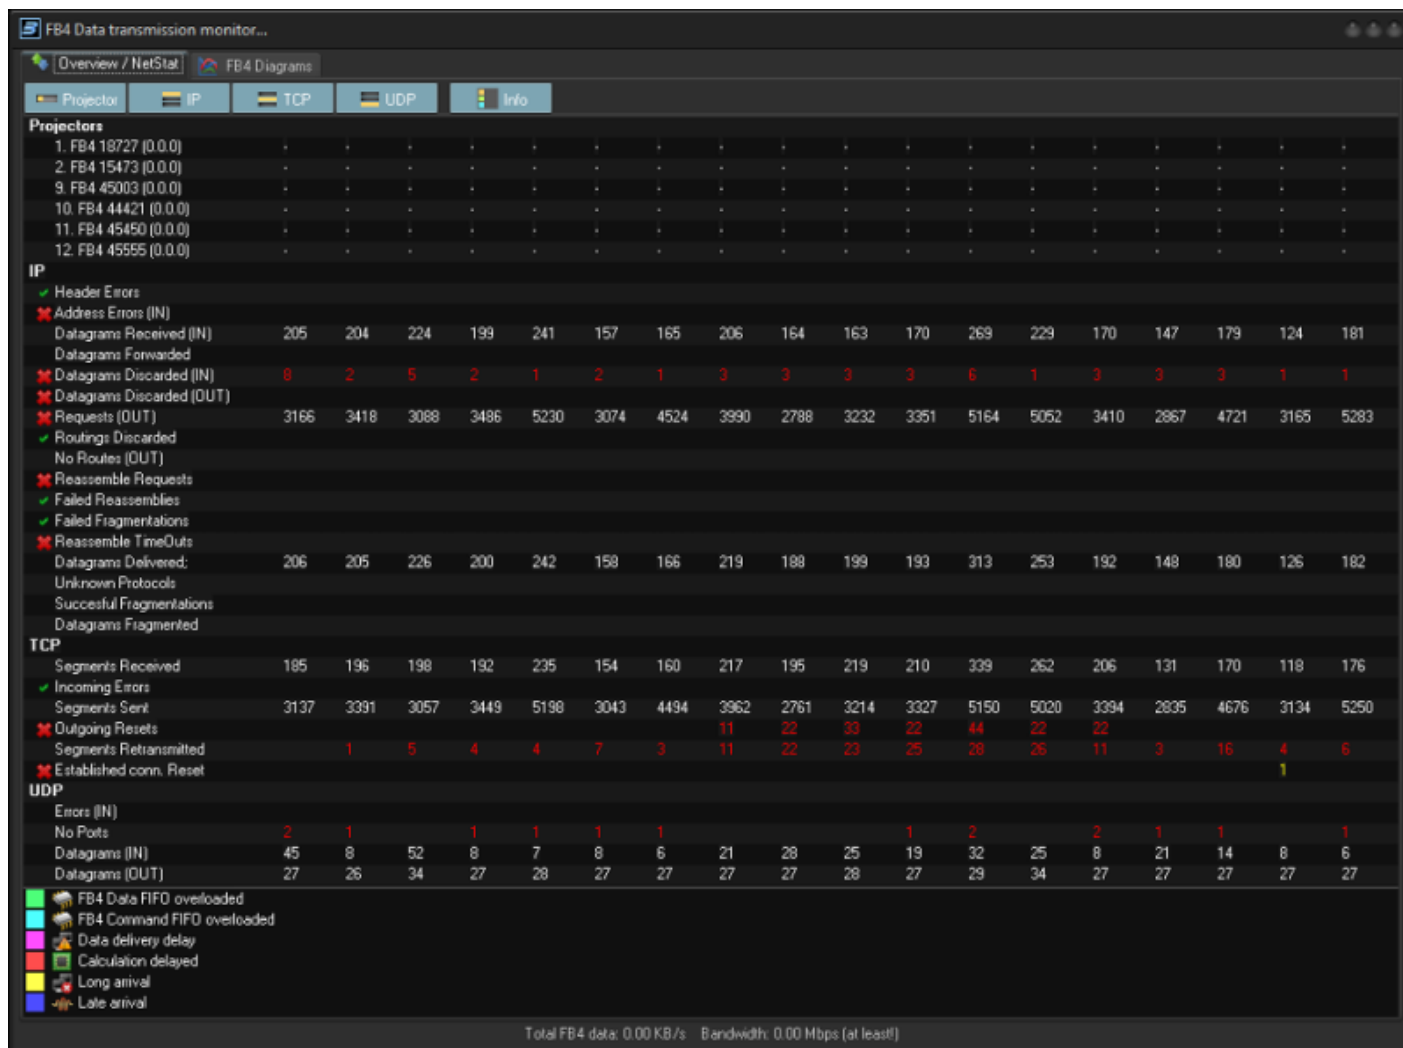 FB4 Data transmission monitor...
Overview / NetStat FB4 Diagrams
Projector IP TCP UDP Info
Projectors
1. FB4 18727 (0.0.0) - - - - - - - - - - - - - - - - - -
2. FB4 15473 (0.0.0) - - - - - - - - - - - - - - - - - -
9. FB4 45003 (0.0.0) - - - - - - - - - - - - - - - - - -
10. FB4 44421 (0.0.0) - - - - - - - - - - - - - - - - - -
11. FB4 45450 (0.0.0) - - - - - - - - - - - - - - - - - -
12. FB4 45555 (0.0.0) - - - - - - - - - - - - - - - - - -
IP
Header Errors
Address Errors (IN)
Datagrams Received (IN) 205 204 224 199 241 157 165 206 164 163 170 269 229 170 147 179 124 181
Datagrams Forwarded
Datagrams Discarded (IN) 8 2 5 2 1 2 1 3 3 3 3 6 1 3 3 3 1 1
Datagrams Discarded (OUT)
Requests (OUT) 3166 3418 3088 3486 5230 3074 4524 3990 2788 3232 3351 5164 5052 3410 2867 4721 3165 5283
Routings Discarded
No Routes (OUT)
Reassemble Requests
Failed Reassemblies
Failed Fragmentations
Reassemble TimeOuts
Datagrams Delivered; 206 205 226 200 242 158 166 219 188 199 193 313 253 192 148 180 126 182
Unknown Protocols
Succesful Fragmentations
Datagrams Fragmented
TCP
Segments Received 185 196 198 192 235 154 160 217 195 219 210 339 262 206 131 170 118 176
Incoming Errors
Segments Sent 3137 3391 3057 3449 5198 3043 4494 3962 2761 3214 3327 5150 5020 3394 2835 4676 3134 5250
Outgoing Resets 11 22 33 22 44 22 22
Segments Retransmitted 1 5 4 4 7 3 11 22 23 25 28 26 11 3 16 4 6
Established conn. Reset 1
UDP
Errors (IN)
No Ports 2 1 1 1 1 1 1 2 2 1 1 1
Datagrams (IN) 45 8 52 8 7 8 6 21 28 25 19 32 25 8 21 14 8 6
Datagrams (OUT) 27 26 34 27 28 27 27 27 27 28 27 29 34 27 27 27 27 27
FB4 Data FIFO overloaded
FB4 Command FIFO overloaded
Data delivery delay
Calculation delayed
Long arrival
Late arrival
Total FB4 data: 0.00 KB/s Bandwidth: 0.00 Mbps (at least!)